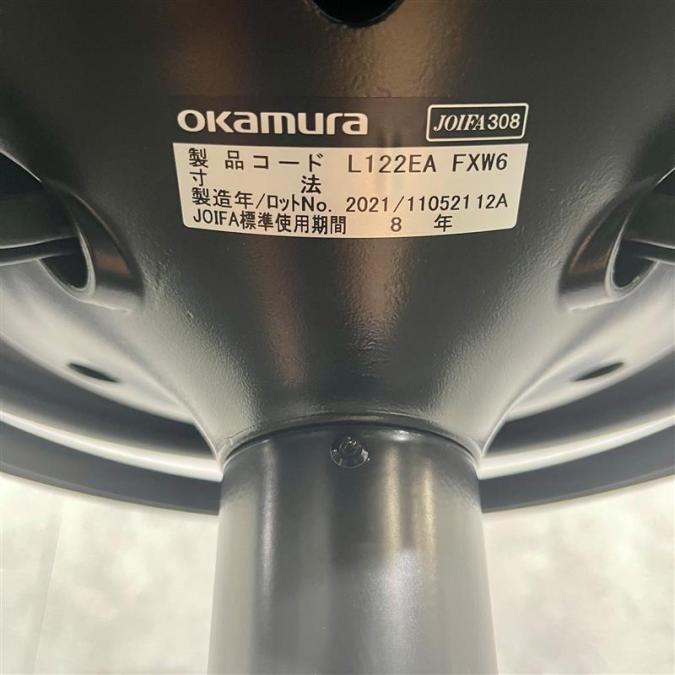 okamura
JOIFA308
製品コード L122EA FXW6
寸法
製造年/ロットNo. 2021/11052112A
JOIFA標準使用期間 8 年